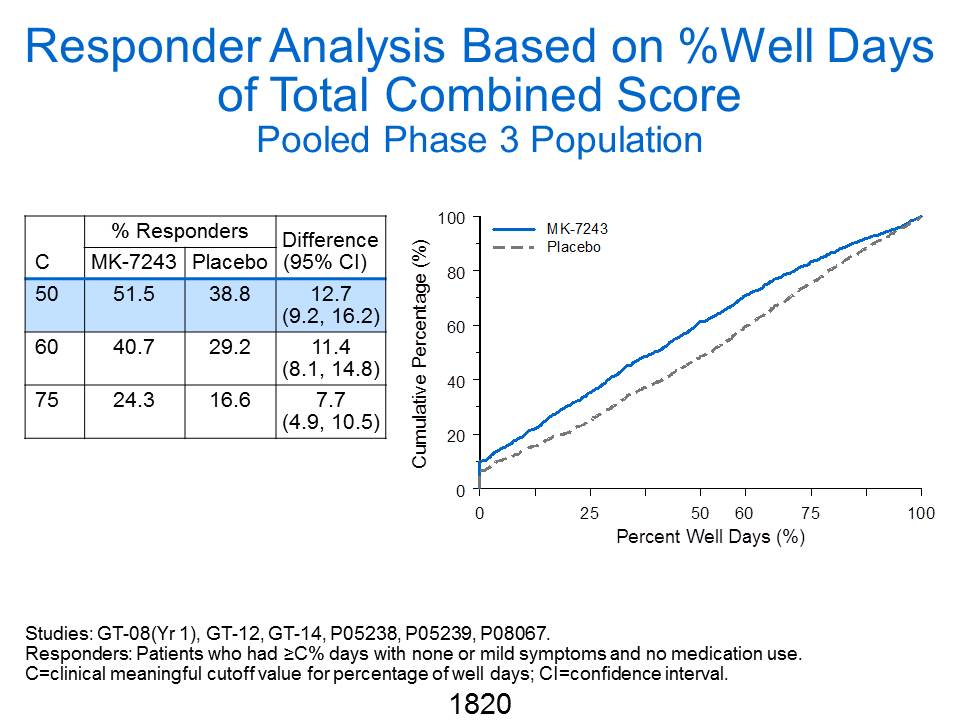 Responder Analysis Based on %Well Days
of Total Combined Score
Pooled Phase 3 Population
% Responders
Difference
C MK-7243 Placebo (95% CI)
50 51.5 38.8 12.7
(9.2, 16.2)
60 40.7 29.2 11.4
(8.1, 14.8)
75 24.3 16.6 7.7
(4.9, 10.5)
Cumulative Percentage (%)
100
80
60
40
20
0
MK-7243
Placebo
0 25 50 60 75 100
Percent Well Days (%)
Studies: GT-08(Yr 1), GT-12, GT-14, P05238, P05239, P08067.
Responders: Patients who had ≥C% days with none or mild symptoms and no medication use.
C=clinical meaningful cutoff value for percentage of well days; CI=confidence interval.
1820